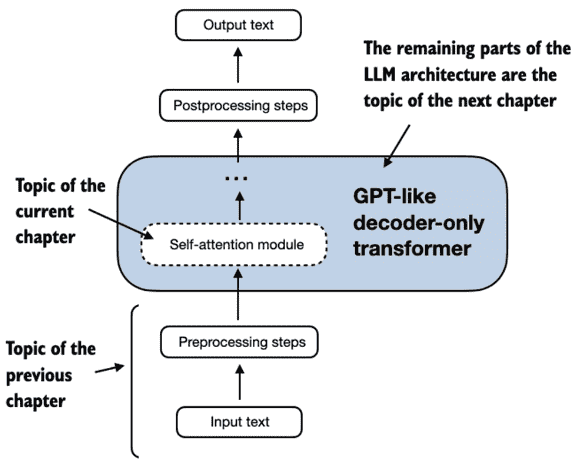 Output text
The remaining parts of the
LLM architecture are the
topic of the next chapter
Postprocessing steps
...
Topic of the
current
chapter
GPT-like
decoder-only
transformer
Self-attention module
Preprocessing steps
Topic of the
previous
chapter
Input text